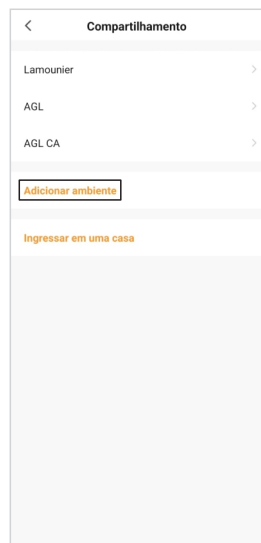 Compartilhamento
Lamounier
AGL
AGL CA
Adicionar ambiente
Ingressar em uma casa